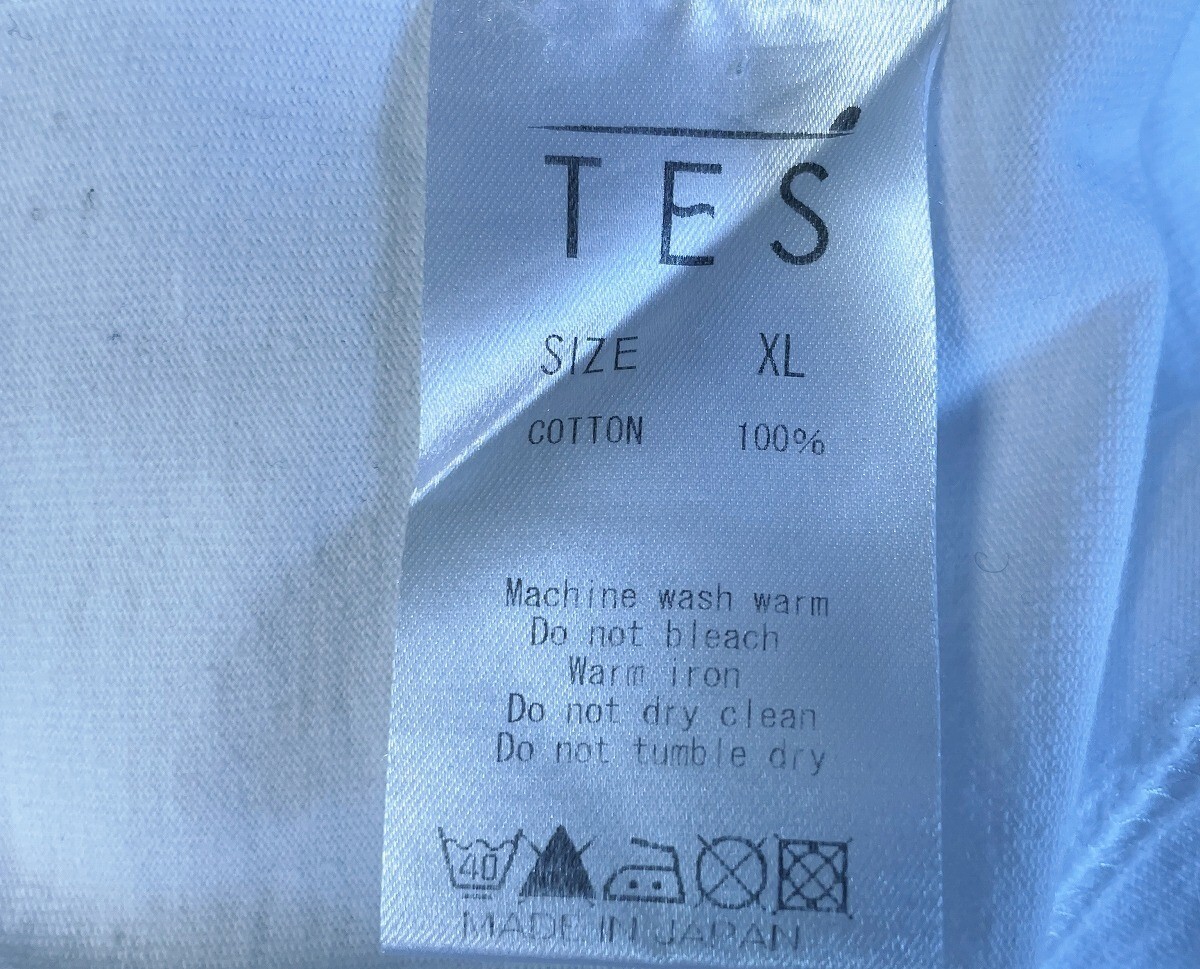 TES
SIZE XL
COTTON 100%
Machine wash warm
Do not bleach
Warm iron
Do not dry clean
Do not tumble dry
40
MADE IN JAPAN